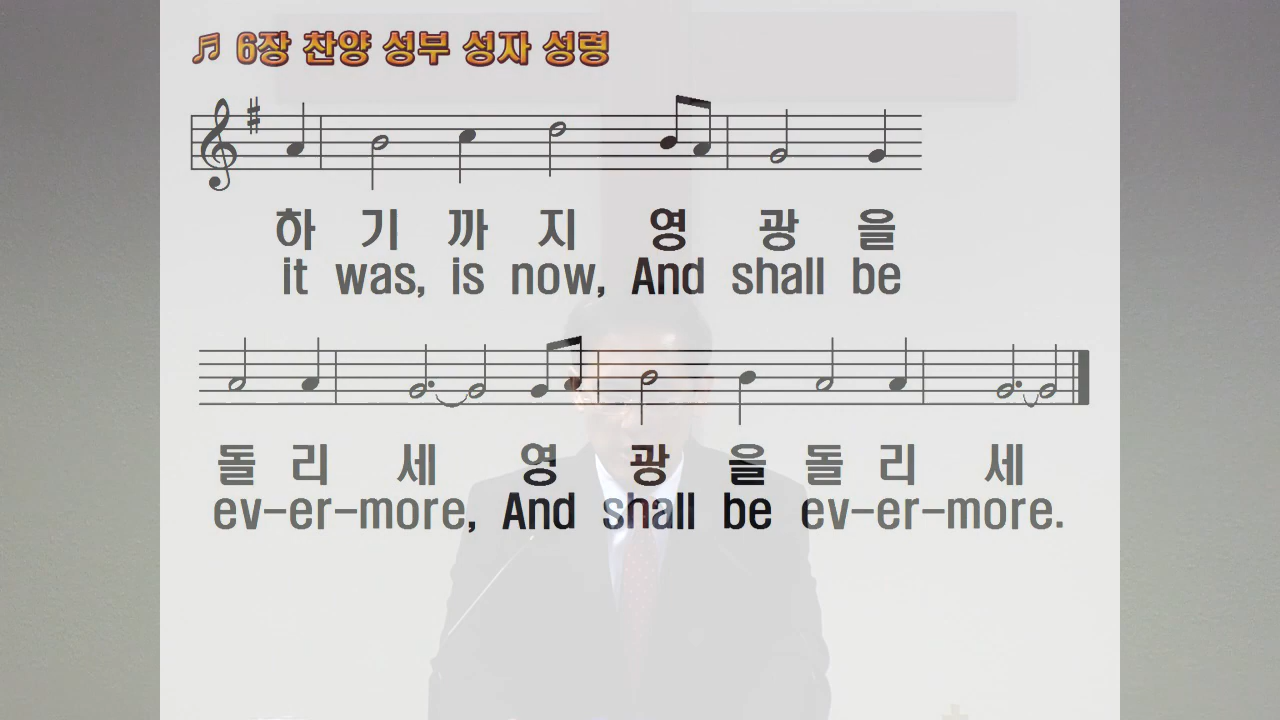 6장 찬양 성부 성자 성령
하 기 까 지 영 광 을
it was, is now, And shall be
돌 리 세 영 광 을 돌 리 세
ev-er-more, And shall be ev-er-more.